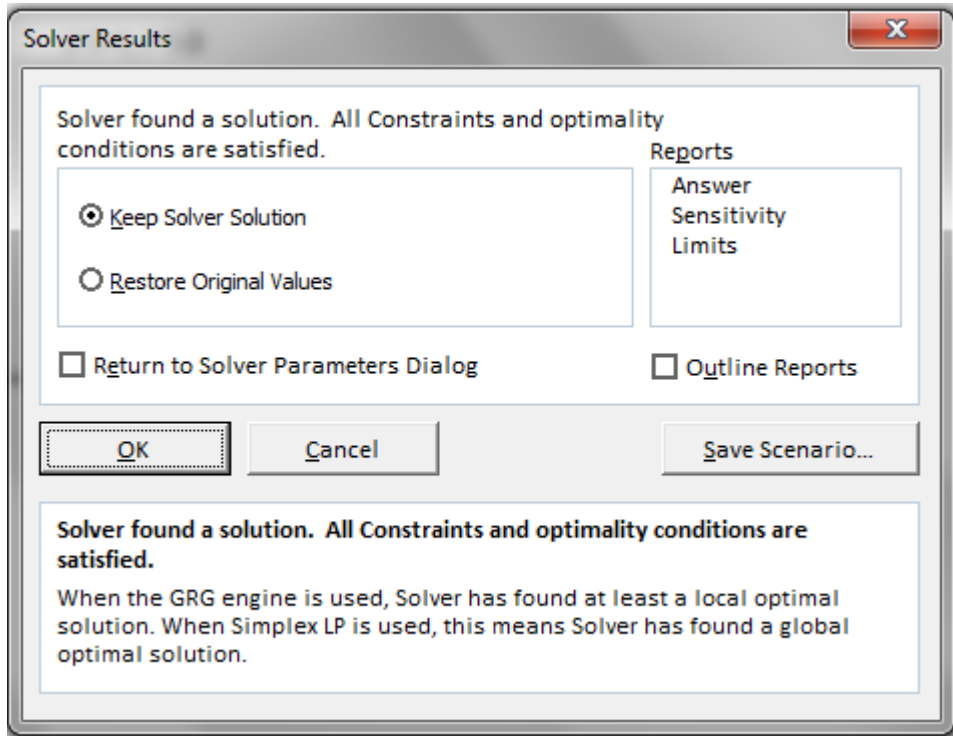 Solver Results
Solver found a solution. All Constraints and optimality
conditions are satisfied.
Reports
Keep Solver Solution
Restore Original Values
Answer
Sensitivity
Limits
Return to Solver Parameters Dialog
Outline Reports
OK
Cancel
Save Scenario...
Solver found a solution. All Constraints and optimality conditions are
satisfied.
When the GRG engine is used, Solver has found at least a local optimal
solution. When Simplex LP is used, this means Solver has found a global
optimal solution.